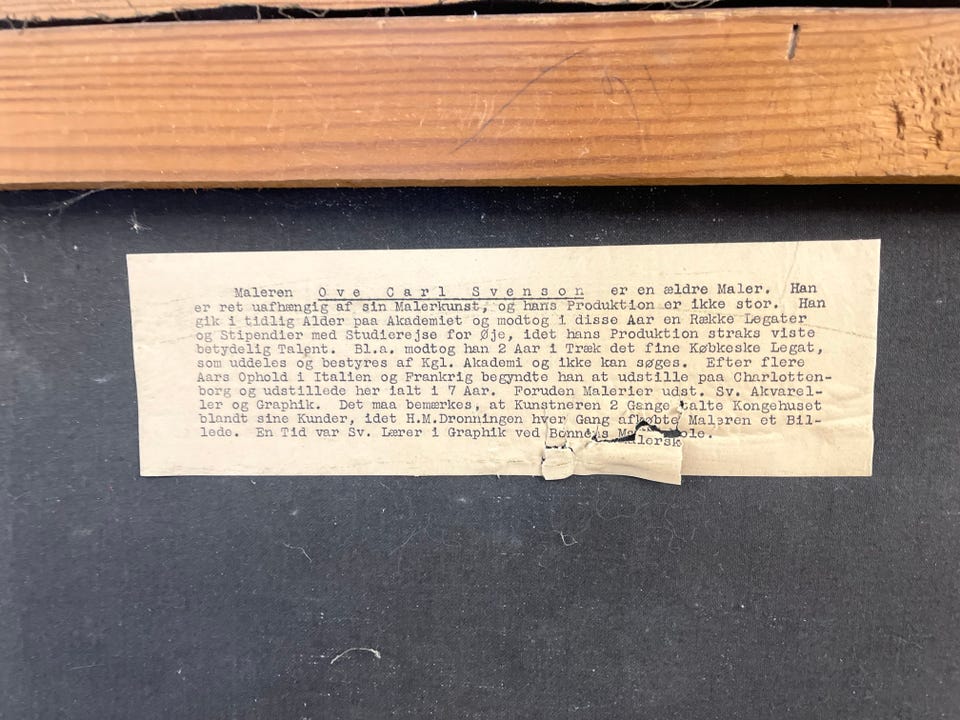 Maleren Ove Carl Svenson er en ældre Maler. Han
er ret uafhængig af sin Malerkunst, og hans Produktion er ikke stor. Han
gik i tidlig Alder paa Akademiet og modtog i disse Aar en Række Legater
og Stipendier med Studierejse for Øje, idet hans Produktion straks viste
betydelig Talent. Bl.a. modtog han 2 Aar i Træk det fine Købkeske Legat,
som uddeles og bestyres af Kgl. Akademi og ikke kan søges. Efter flere
Aars Ophold i Italien og Frankrig begyndte han at udstille paa Charlotten-
borg og udstillede her ialt i 7 Aar. Foruden Malerier udst. Sv. Akvarel-
ler og Graphik. Det maa bemærkes, at Kunstneren 2 Gange talte Kongehuset
blandt sine Kunder, idet H.M.Dronningen hver Gang afkøbte Maleren et Bil-
lede. En Tid var Sv. Lærer i Graphik ved